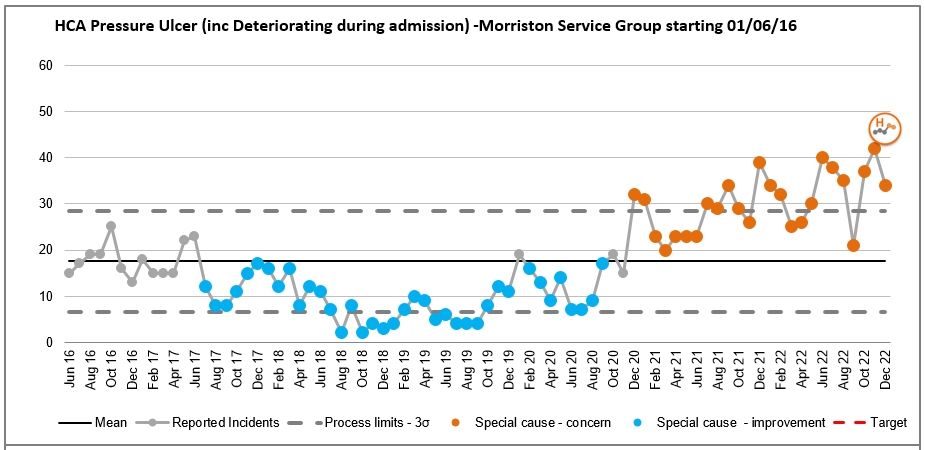 HCA Pressure Ulcer (inc Deteriorating during admission) -Morriston Service Group starting 01/06/16
60
50
40
30
20
10
0
H
Jun 16
Aug 16
Oct 16
Dec 16
Feb 17
Apr 17
Jun 17
Aug 17
Oct 17
Dec 17
Feb 18
Apr 18
Jun 18
Aug 18
Oct 18
Dec 18
Feb 19
Apr 19
Jun 19
Aug 19
Oct 19
Dec 19
Feb 20
Apr 20
Jun 20
Aug 20
Oct 20
Dec 20
Feb 21
Apr 21
Jun 21
Aug 21
Oct 21
Dec 21
Feb 22
Apr 22
Jun 22
Aug 22
Oct 22
Dec 22
Mean
Reported Incidents
Process limits - 3σ
Special cause - concern
Special cause - improvement
Target